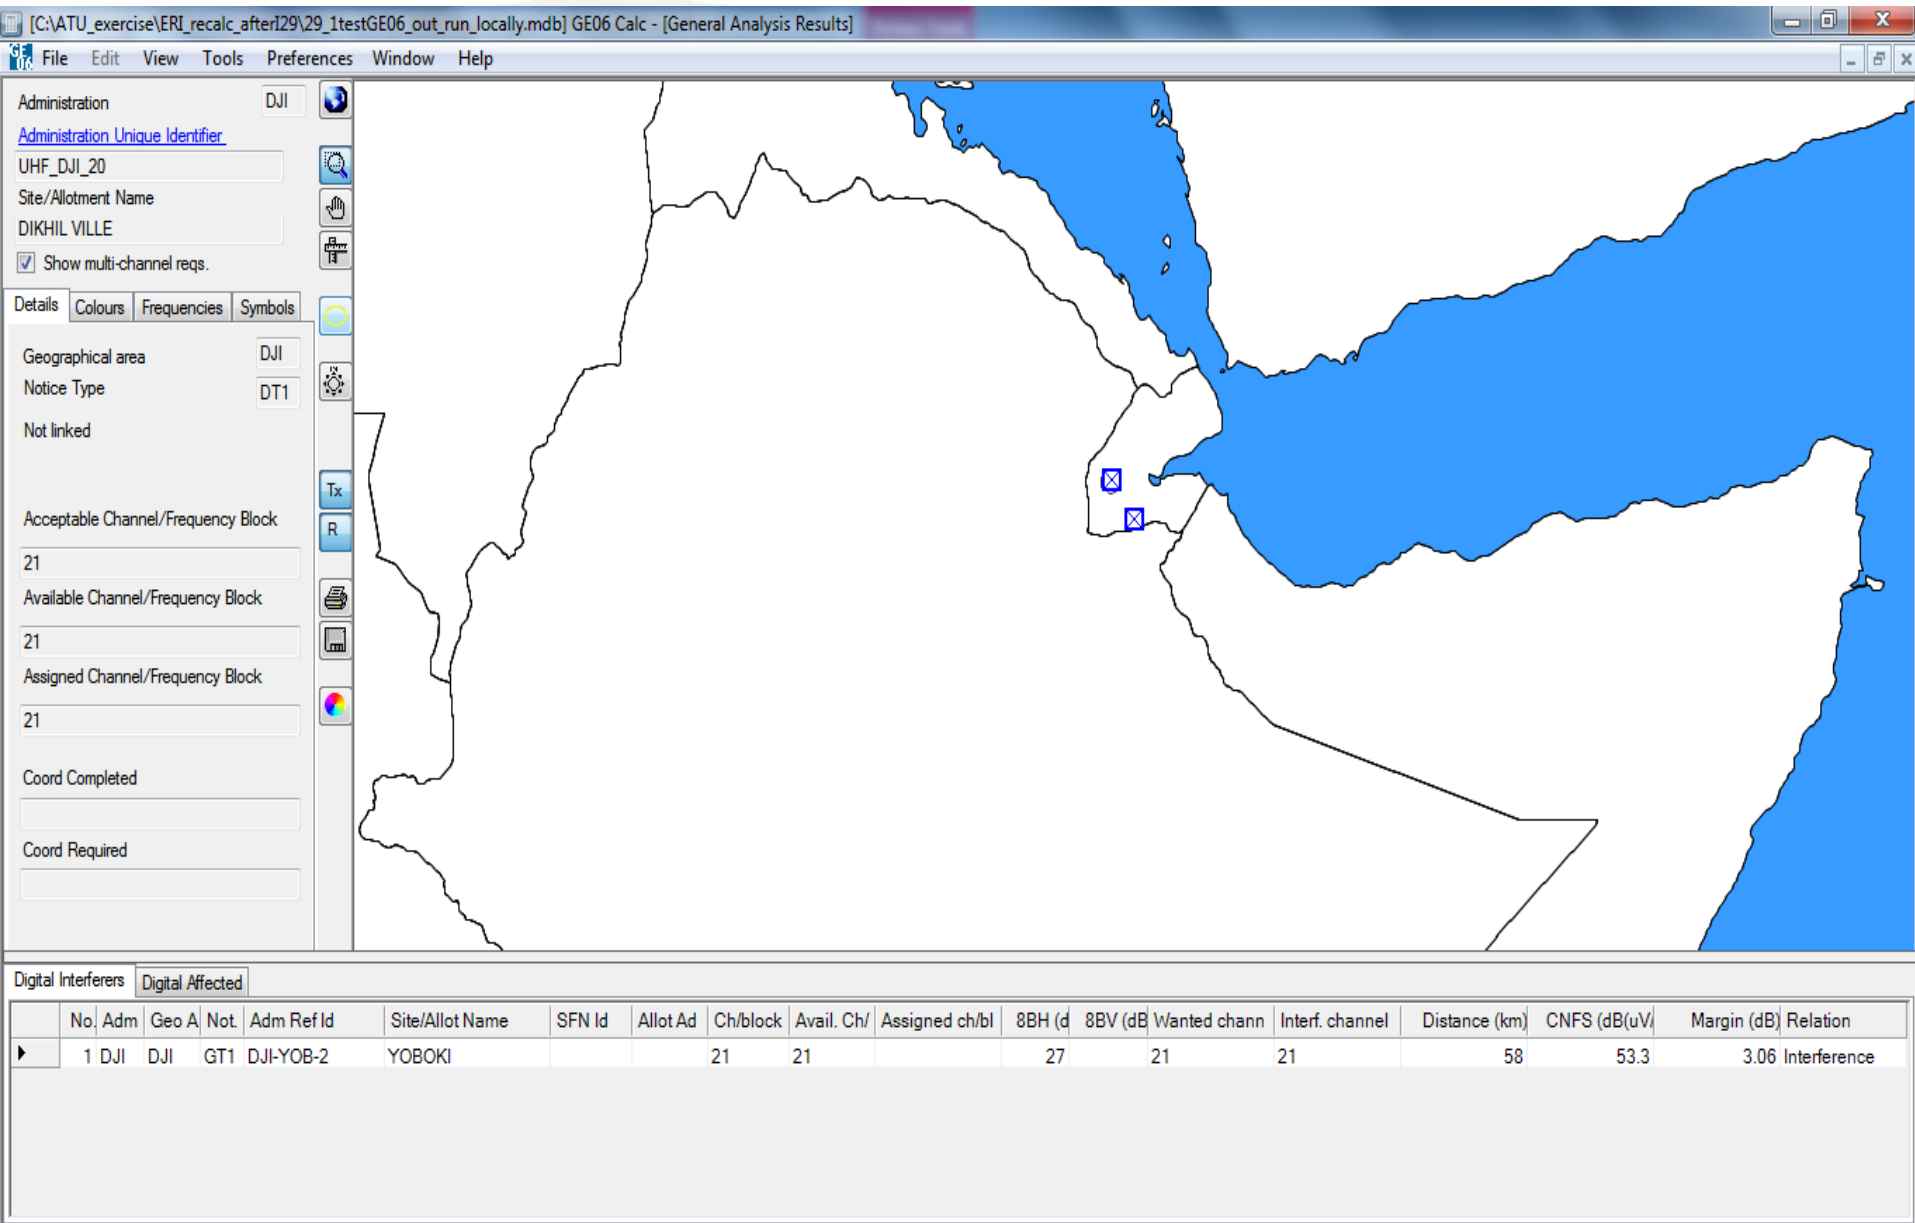 [C:\ATU_exercise\ERI_recalc_afterI29\29_1testGE06_out_run_locally.mdb] GE06 Calc - [General Analysis Results]
File Edit View Tools Preferences Window Help
Administration DJI
Administration Unique Identifier
UHF_DJI_20
Site/Allotment Name
DIKHIL VILLE
Show multi-channel reqs.
Details Colours Frequencies Symbols
Geographical area DJI
Notice Type DT1
Not linked
Tx
Acceptable Channel/Frequency Block
R
21
Available Channel/Frequency Block
21
Assigned Channel/Frequency Block
21
Coord Completed
Coord Required
Digital Interferers Digital Affected
No. Adm Geo A Not. Adm Ref Id Site/Allot Name SFN Id Allot Ad Ch/block Avail. Ch/ Assigned ch/bl 8BH (d 8BV (dB Wanted chann Interf. channel Distance (km) CNFS (dB(uV/ Margin (dB) Relation
1 DJI DJI GT1 DJI-YOB-2 YOBOKI 21 21 27 21 21 58 53.3 3.06 Interference